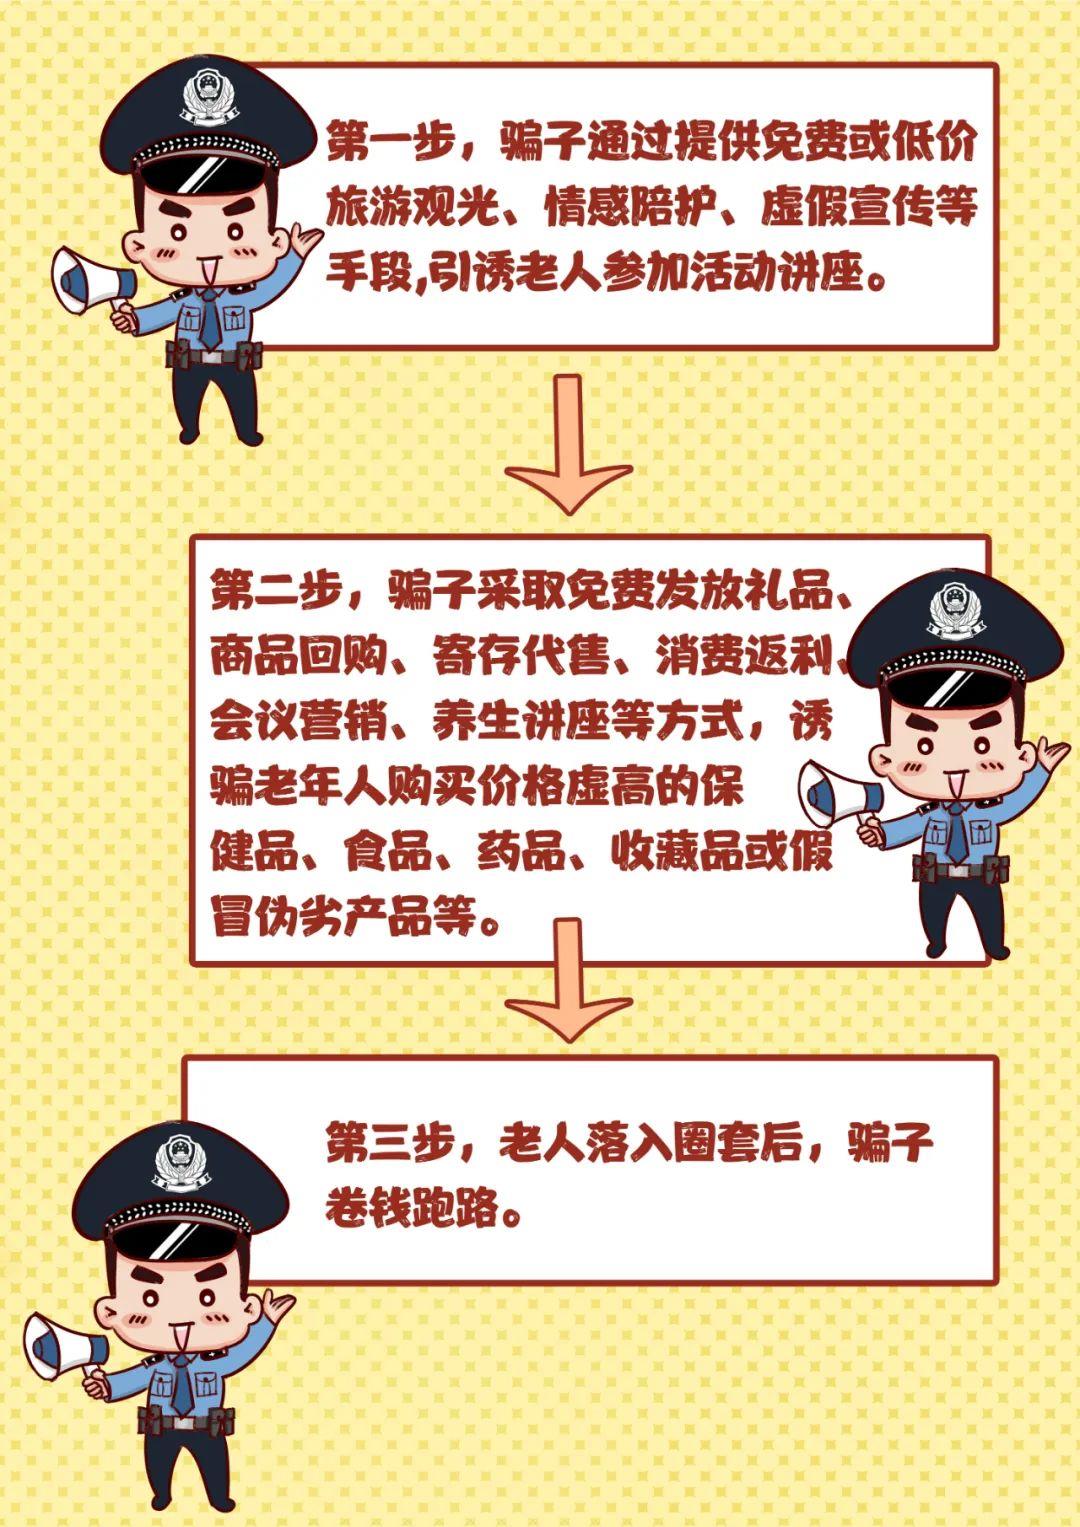 第一步，骗子通过提供免费或低价
旅游观光、情感陪护、虚假宣传等
手段,引诱老人参加活动讲座。
第二步，骗子采取免费发放礼品、
商品回购、寄存代售、消费返利、
会议营销、养生讲座等方式，诱
骗老年人购买价格虚高的保
健品、食品、药品、收藏品或假
冒伪劣产品等。
第三步，老人落入圈套后，骗子
卷钱跑路。